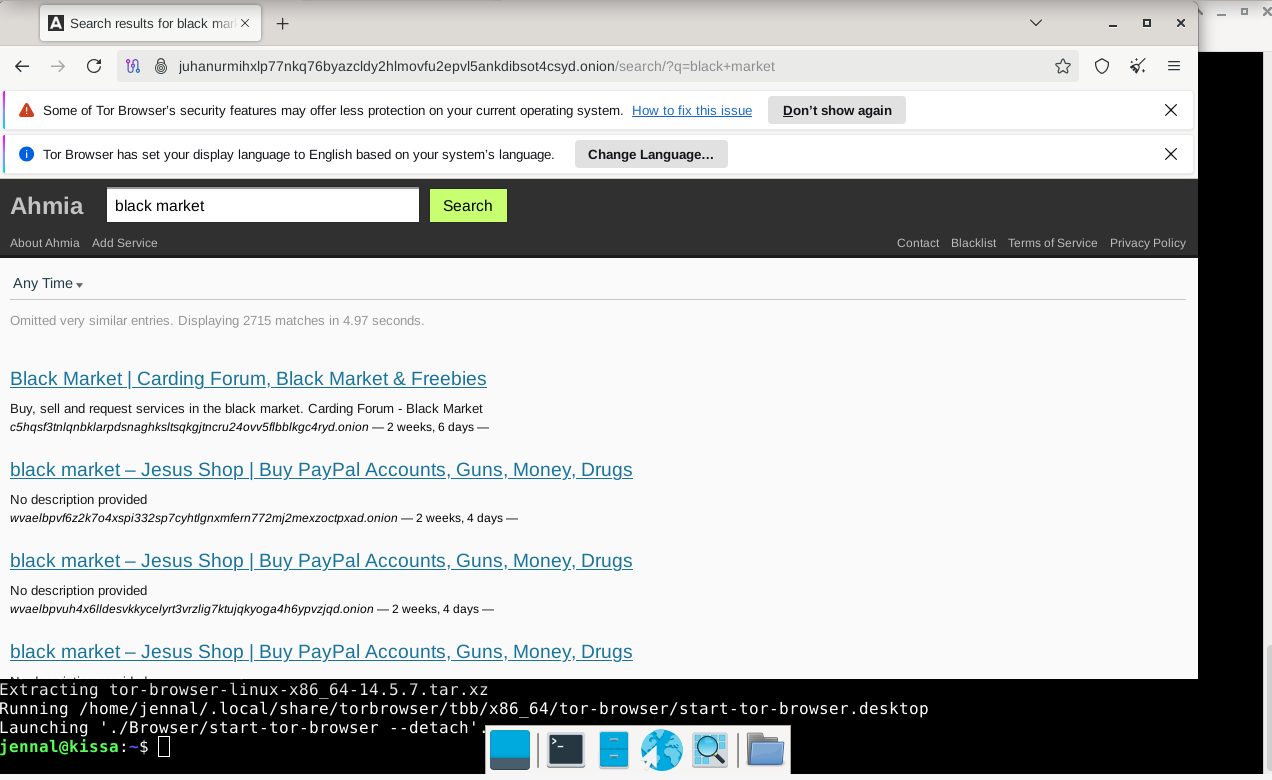 Search results for black mar
juhanurmihxlp77nkq76byazcldy2hlmovfu2epvl5ankdibsot4csyd.onion/search/?q=black+market
Some of Tor Browser's security features may offer less protection on your current operating system. How to fix this issue Don't show again
Tor Browser has set your display language to English based on your system's language. Change Language...
Ahmia black market Search
About Ahmia Add Service Contact Blacklist Terms of Service Privacy Policy
Any Time
Omitted very similar entries. Displaying 2715 matches in 4.97 seconds.
Black Market | Carding Forum, Black Market & Freebies
Buy, sell and request services in the black market. Carding Forum - Black Market
c5hqsf3tnlqnbklarpdsnaghksltsqkgjtncru24ovv5flbblkgc4ryd.onion — 2 weeks, 6 days —
black market – Jesus Shop | Buy PayPal Accounts, Guns, Money, Drugs
No description provided
wvaelbpvf6z2k7o4xspi332sp7cyhtlgnxmfern772mj2mexzoctpxad.onion — 2 weeks, 4 days —
black market – Jesus Shop | Buy PayPal Accounts, Guns, Money, Drugs
No description provided
wvaelbpvuh4x6lldesvkkycelyrt3vrzlig7ktujqkyoga4h6ypvzjqd.onion — 2 weeks, 4 days —
black market – Jesus Shop | Buy PayPal Accounts, Guns, Money, Drugs
Extracting tor-browser-linux-x86_64-14.5.7.tar.xz
Running /home/jennal/.local/share/torbrowser/tbb/x86_64/tor-browser/start-tor-browser.desktop
Launching './Browser/start-tor-browser --detach'.
jennal@kissa:~$